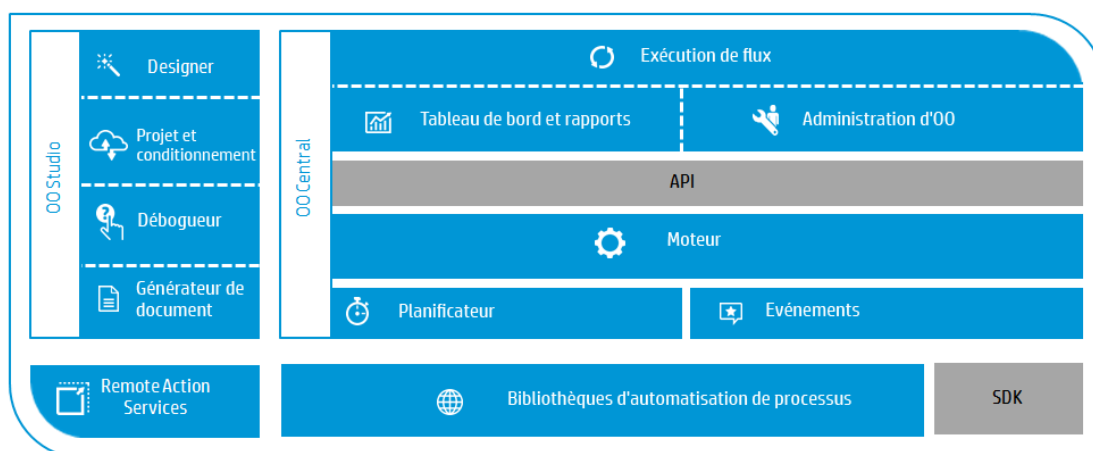 OO Studio
Designer
Projet et
conditionnement
Débogueur
Générateur de
document
OO Central
Exécution de flux
Tableau de bord et rapports
Administration d'OO
API
Moteur
Planificateur
Evénements
Remote Action
Services
Bibliothèques d'automatisation de processus
SDK